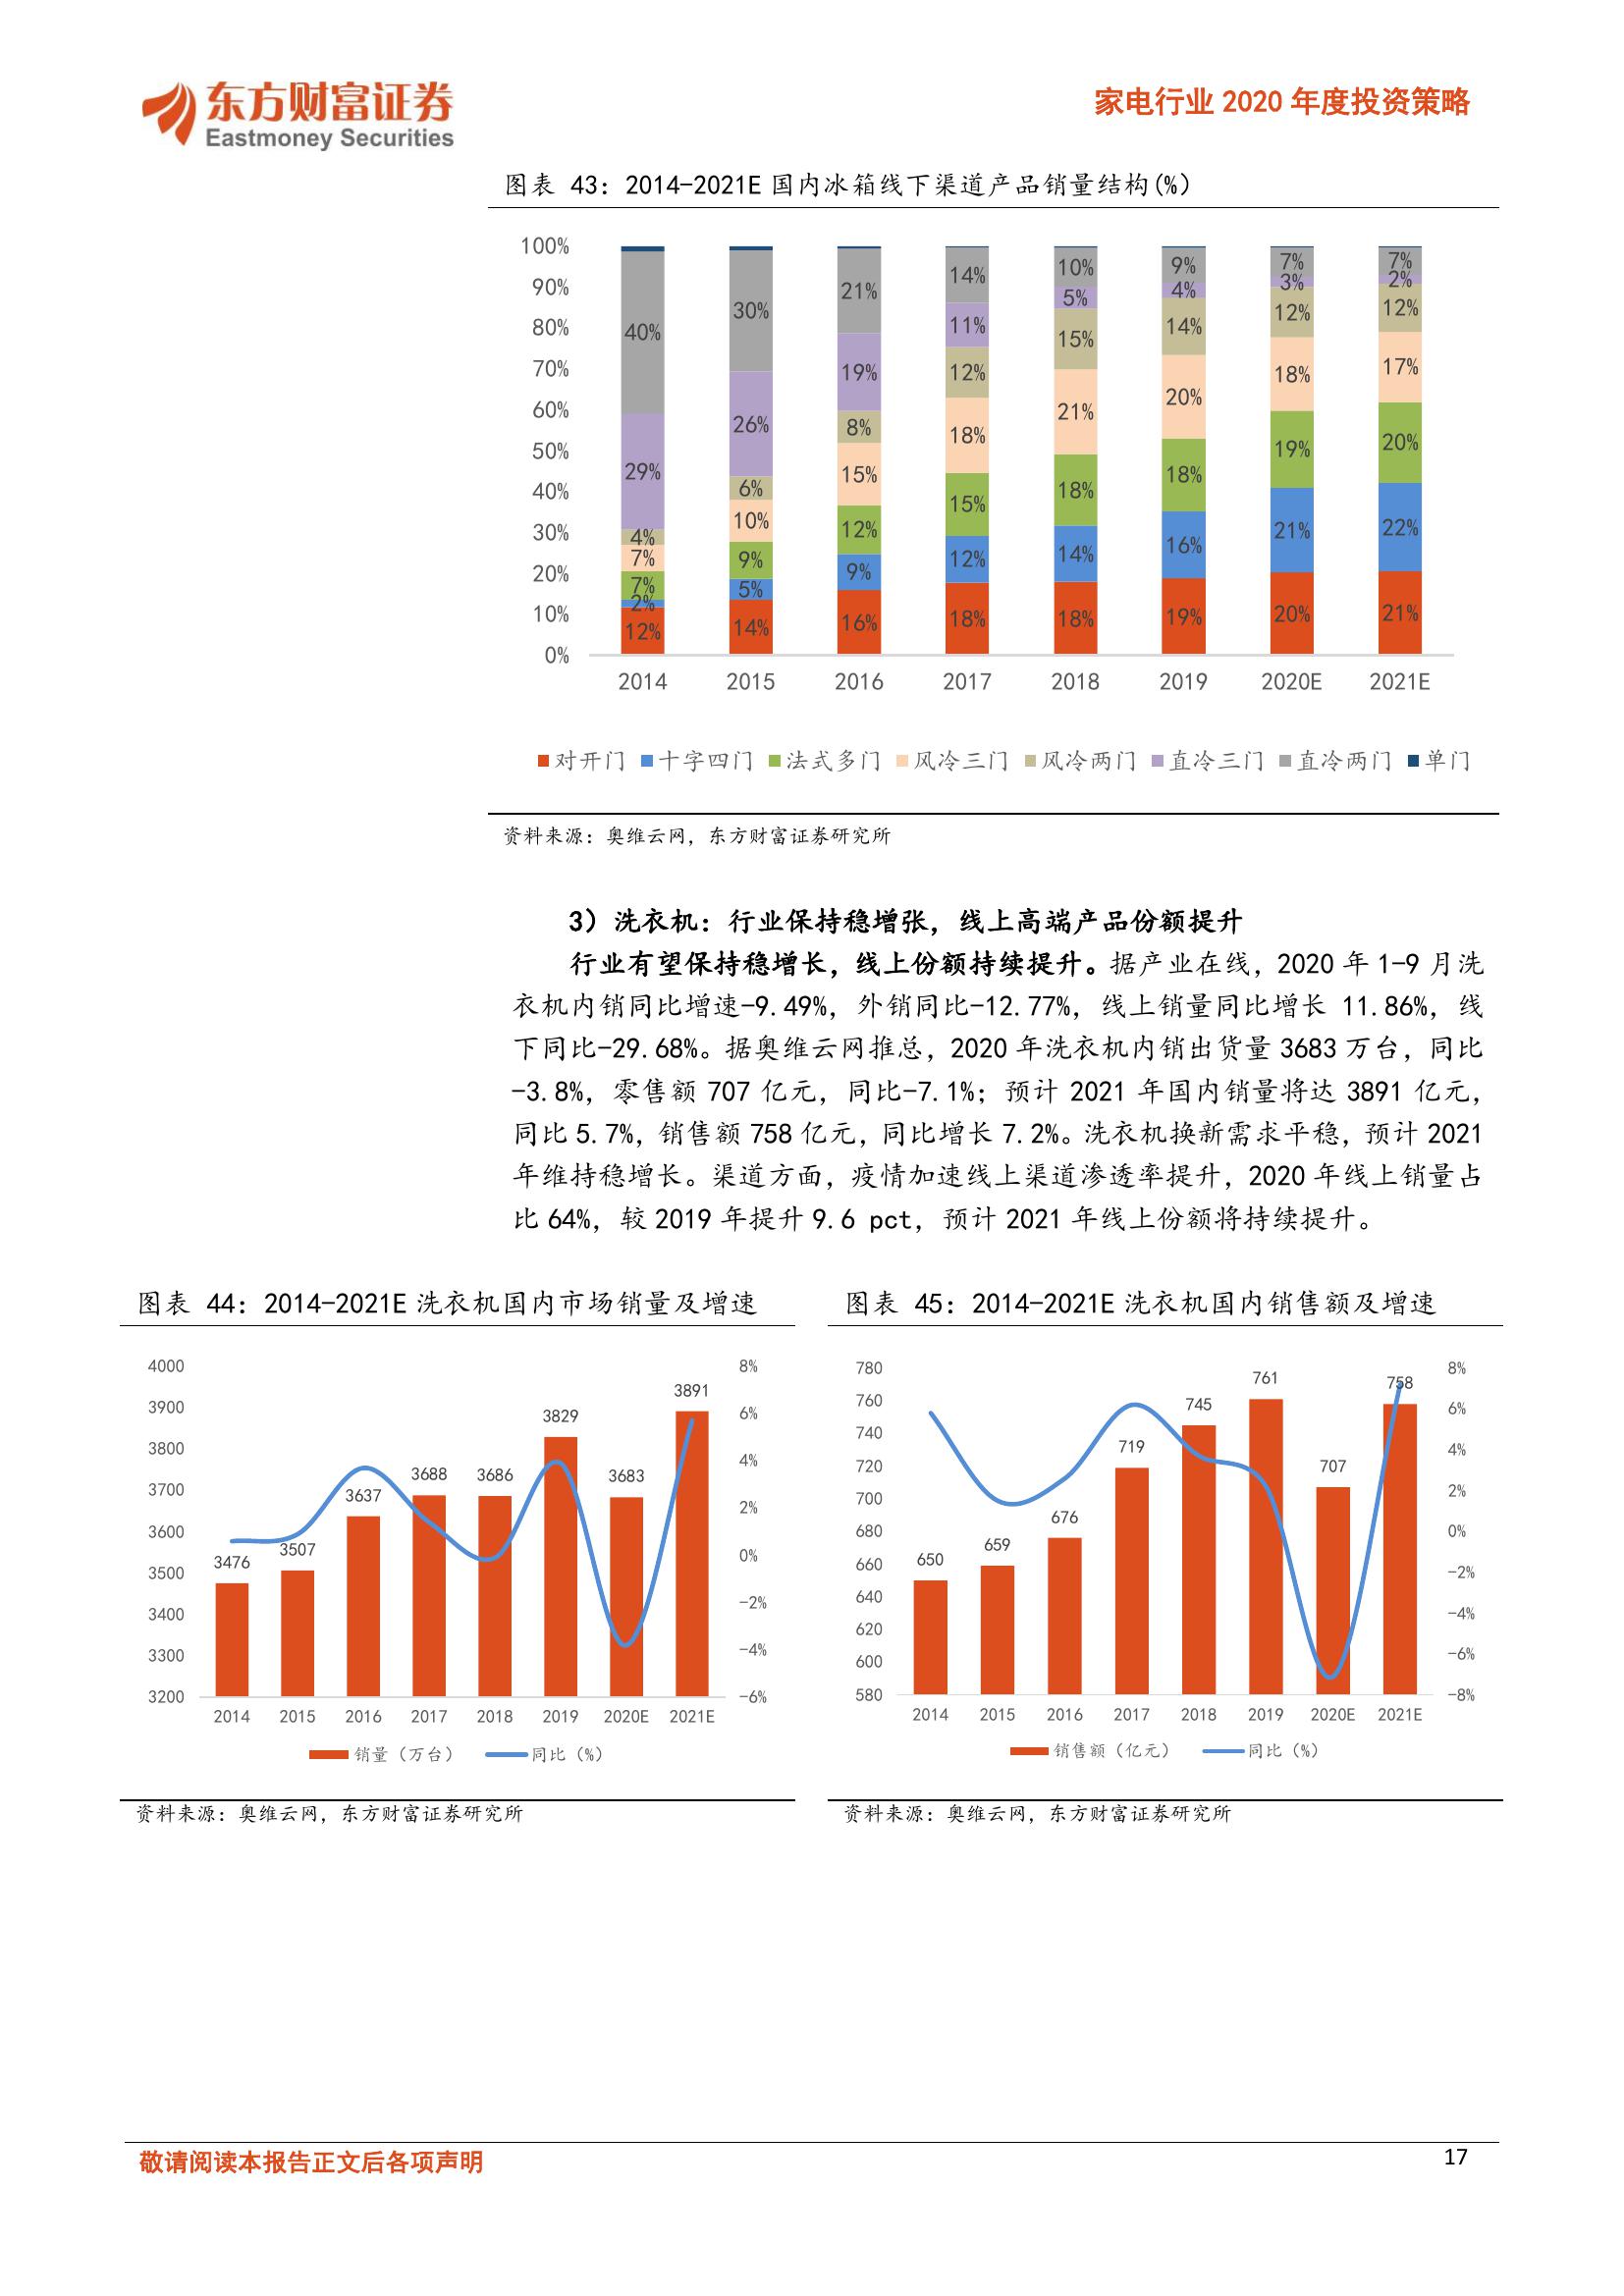 东方财富证券
Eastmoney Securities
家电行业 2020 年度投资策略
图表 43：2014-2021E 国内冰箱线下渠道产品销量结构(%)
100%
90%
80%
70%
60%
50%
40%
30%
20%
10%
0%
40% 29% 4% 7% 7% 2% 12%
30% 26% 6% 10% 9% 5% 14%
21% 19% 8% 15% 12% 9% 16%
14% 11% 12% 18% 15% 12% 18%
10% 5% 15% 21% 18% 14% 18%
9% 4% 14% 20% 18% 16% 19%
7% 3% 12% 18% 19% 21% 20%
7% 2% 12% 17% 20% 22% 21%
2014 2015 2016 2017 2018 2019 2020E 2021E
对开门 十字四门 法式多门 风冷三门 风冷两门 直冷三门 直冷两门 单门
资料来源：奥维云网，东方财富证券研究所
3）洗衣机：行业保持稳增张，线上高端产品份额提升
行业有望保持稳增长，线上份额持续提升。据产业在线，2020 年 1-9 月洗
衣机内销同比增速-9.49%，外销同比-12.77%，线上销量同比增长 11.86%，线
下同比-29.68%。据奥维云网推总，2020 年洗衣机内销出货量 3683 万台，同比
-3.8%，零售额 707 亿元，同比-7.1%；预计 2021 年国内销量将达 3891 亿元，
同比 5.7%，销售额 758 亿元，同比增长 7.2%。洗衣机换新需求平稳，预计 2021
年维持稳增长。渠道方面，疫情加速线上渠道渗透率提升，2020 年线上销量占
比 64%，较 2019 年提升 9.6 pct，预计 2021 年线上份额将持续提升。
图表 44：2014-2021E 洗衣机国内市场销量及增速
4000
3900
3800
3700
3600
3500
3400
3300
3200
3476 3507 3637 3688 3686 3829 3683 3891
8%
6%
4%
2%
0%
-2%
-4%
-6%
2014 2015 2016 2017 2018 2019 2020E 2021E
销量（万台） 同比（%）
资料来源：奥维云网，东方财富证券研究所
图表 45：2014-2021E 洗衣机国内销售额及增速
780
760
740
720
700
680
660
640
620
600
580
650 659 676 719 745 761 707 758
8%
6%
4%
2%
0%
-2%
-4%
-6%
-8%
2014 2015 2016 2017 2018 2019 2020E 2021E
销售额（亿元） 同比（%）
资料来源：奥维云网，东方财富证券研究所
敬请阅读本报告正文后各项声明
17